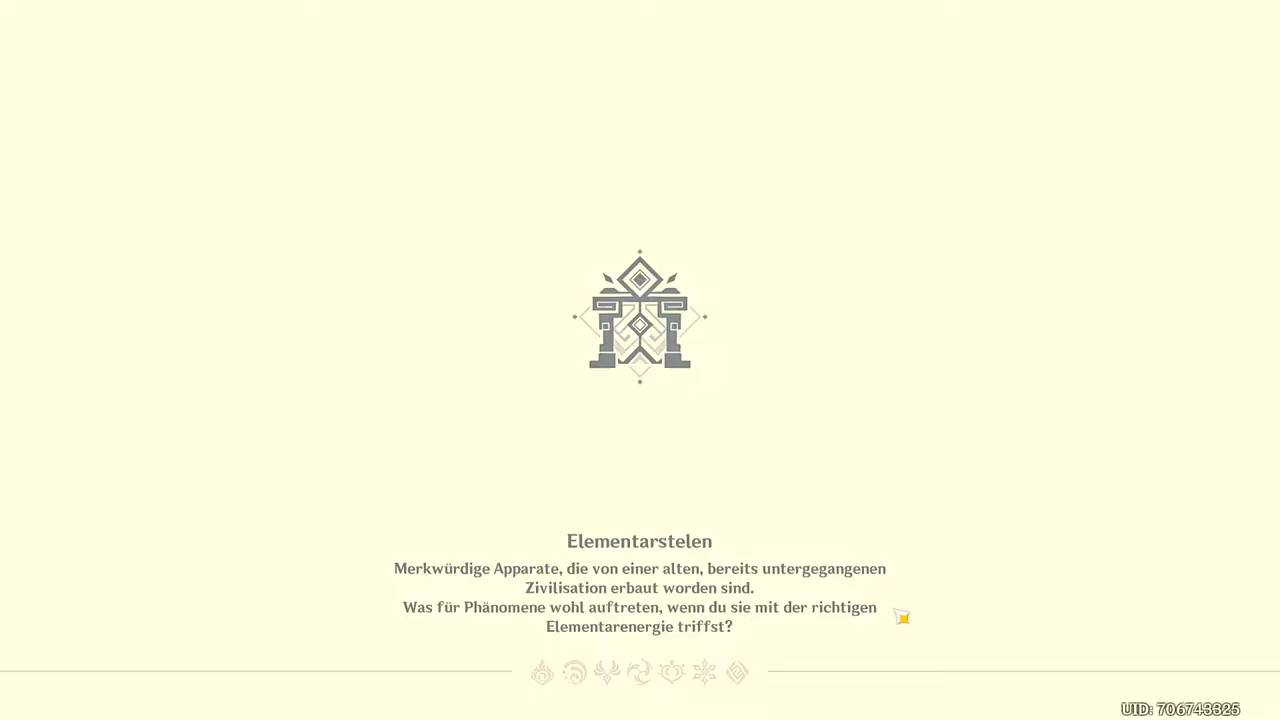 Elementarstelen
Merkwürdige Apparate, die von einer alten, bereits untergegangenen
Zivilisation erbaut worden sind.
Was für Phänomene wohl auftreten, wenn du sie mit der richtigen
Elementarenergie triffst?
UID: 706743325